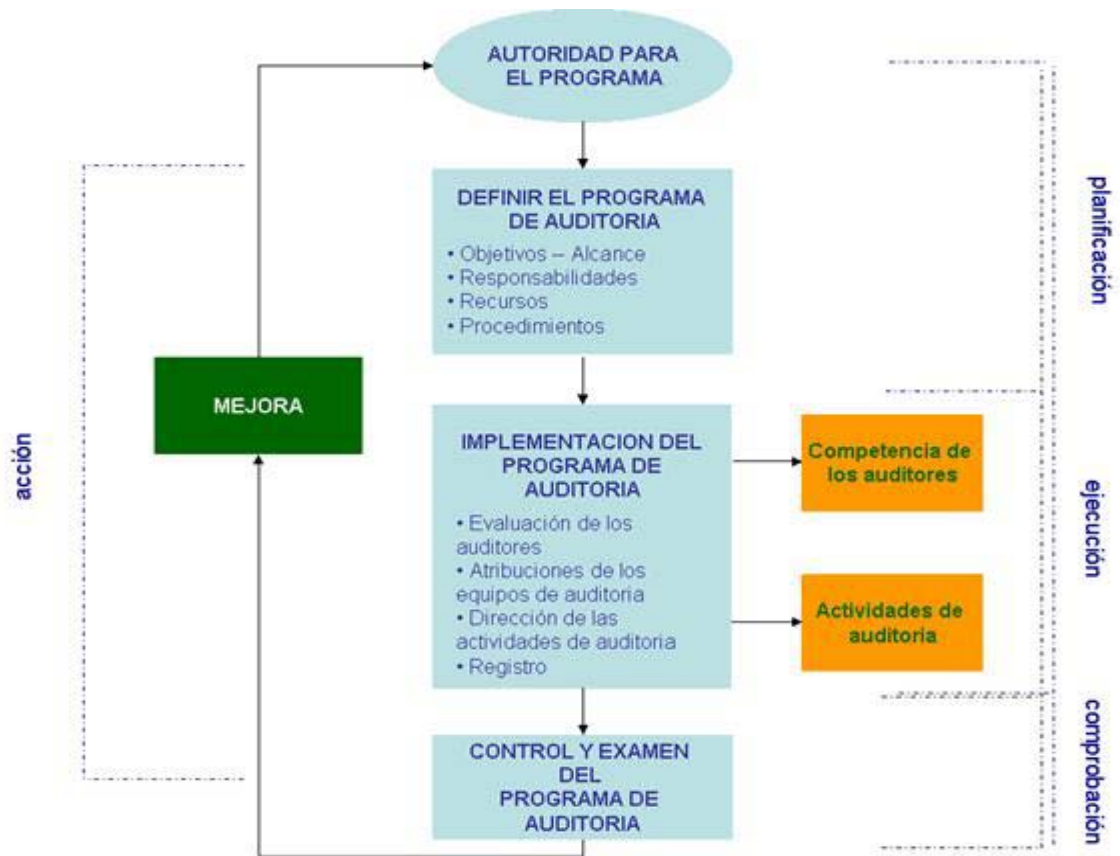 AUTORIDAD PARA
EL PROGRAMA
DEFINIR EL PROGRAMA
DE AUDITORIA
• Objetivos – Alcance
• Responsabilidades
• Recursos
• Procedimientos
MEJORA
IMPLEMENTACION DEL
PROGRAMA DE
AUDITORIA
• Evaluación de los
auditores
• Atribuciones de los
equipos de auditoria
• Dirección de las
actividades de auditoria
• Registro
Competencia de
los auditores
Actividades de
auditoria
CONTROL Y EXAMEN
DEL
PROGRAMA DE
AUDITORIA
acción
planificación
ejecución
comprobación